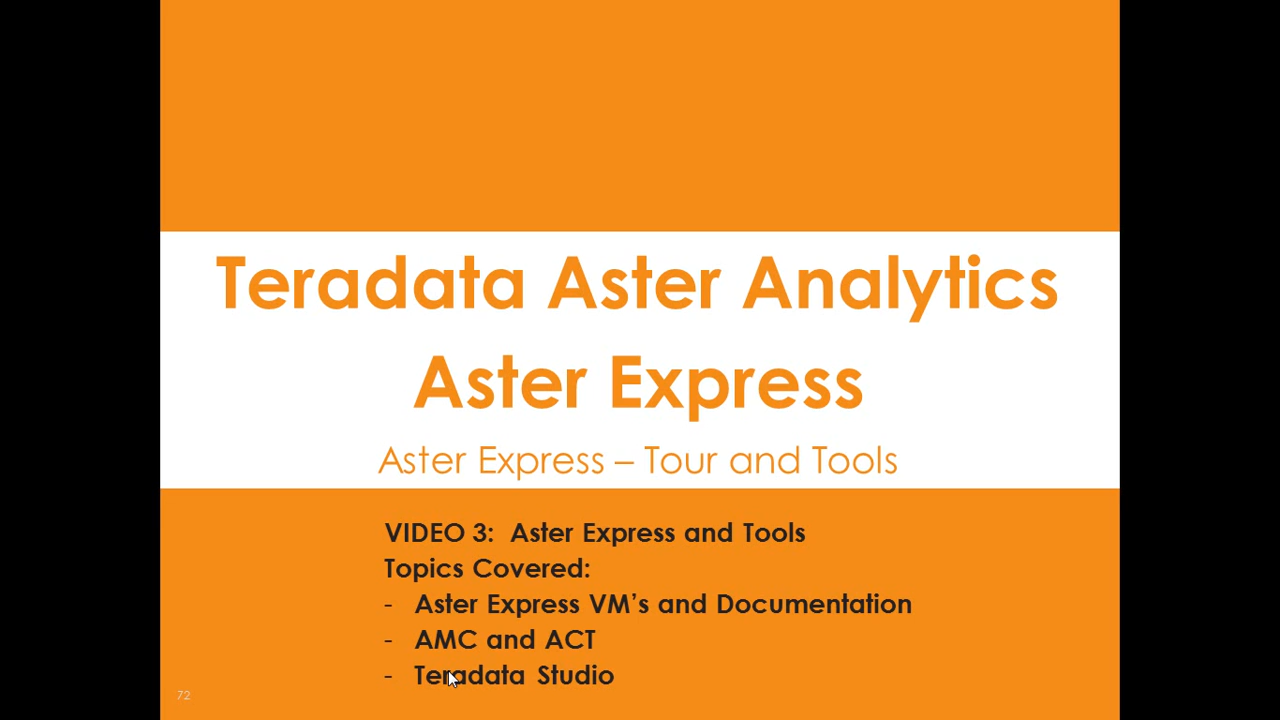 Teradata Aster Analytics
Aster Express
Aster Express – Tour and Tools
VIDEO 3:  Aster Express and Tools
Topics Covered:
- Aster Express VM’s and Documentation
- AMC and ACT
- Teradata Studio
72